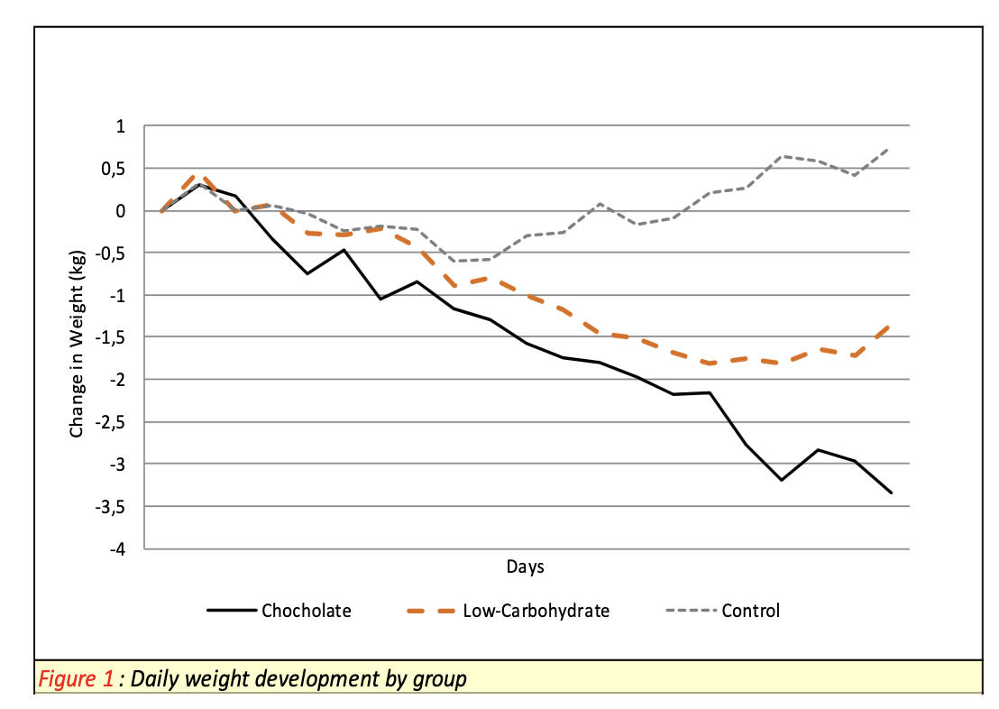 1
0,5
0
-0,5
-1
-1,5
-2
-2,5
-3
-3,5
-4
Change in Weight (kg)
Days
Chocholate Low-Carbohydrate Control
Figure 1 : Daily weight development by group